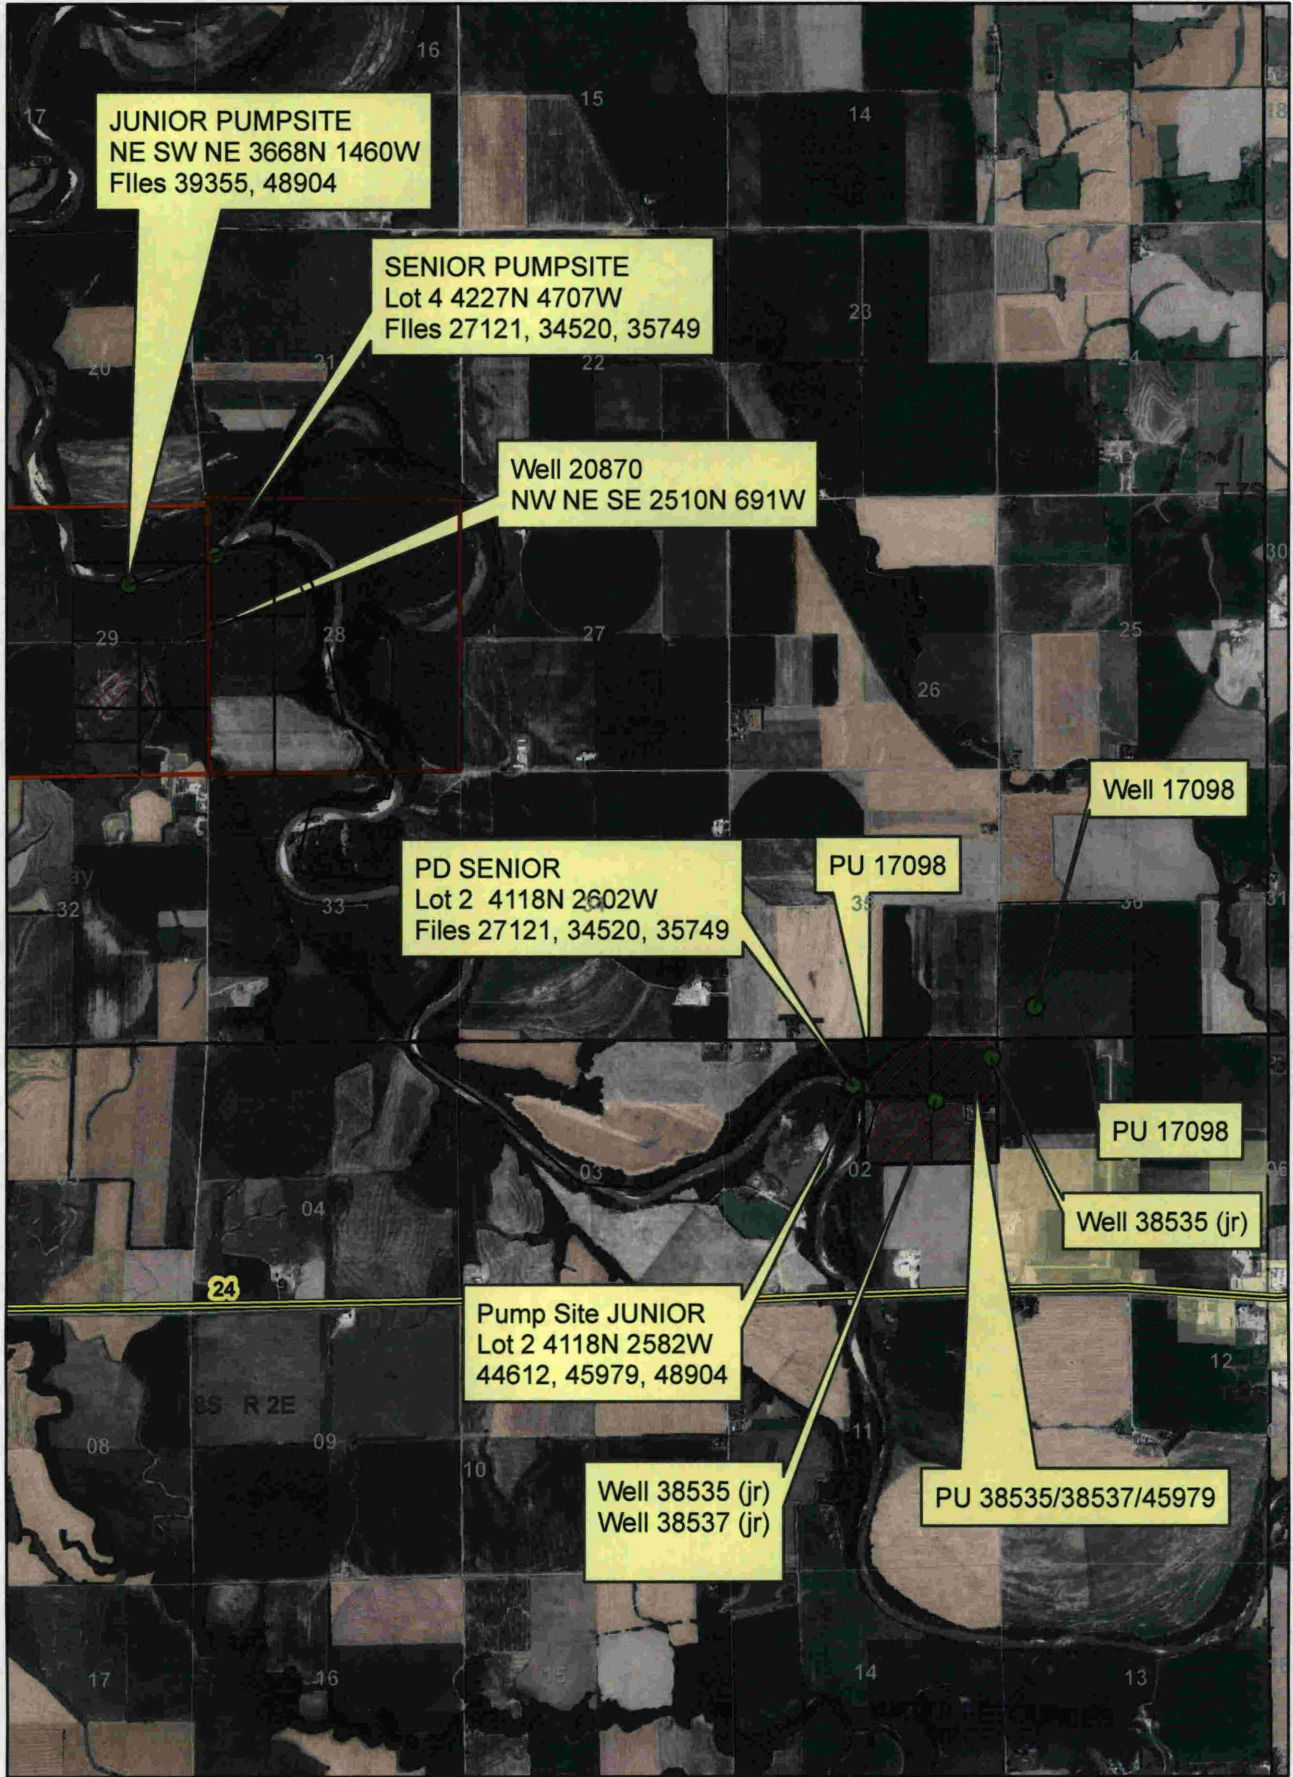 16
15
14
17
18
JUNIOR PUMPSITE
NE SW NE 3668N 1460W
FIles 39355, 48904
SENIOR PUMPSITE
Lot 4 4227N 4707W
FIles 27121, 34520, 35749
23
20
21
22
24
Well 20870
NW NE SE 2510N 691W
30
29
28
27
25
26
Well 17098
PD SENIOR
Lot 2 4118N 2602W
Files 27121, 34520, 35749
PU 17098
32
33
34
35
36
31
PU 17098
03
02
04
Well 38535 (jr)
24
Pump Site JUNIOR
Lot 2 4118N 2582W
44612, 45979, 48904
12
R 2E
08
09
10
11
Well 38535 (jr)
Well 38537 (jr)
PU 38535/38537/45979
17
16
15
14
13